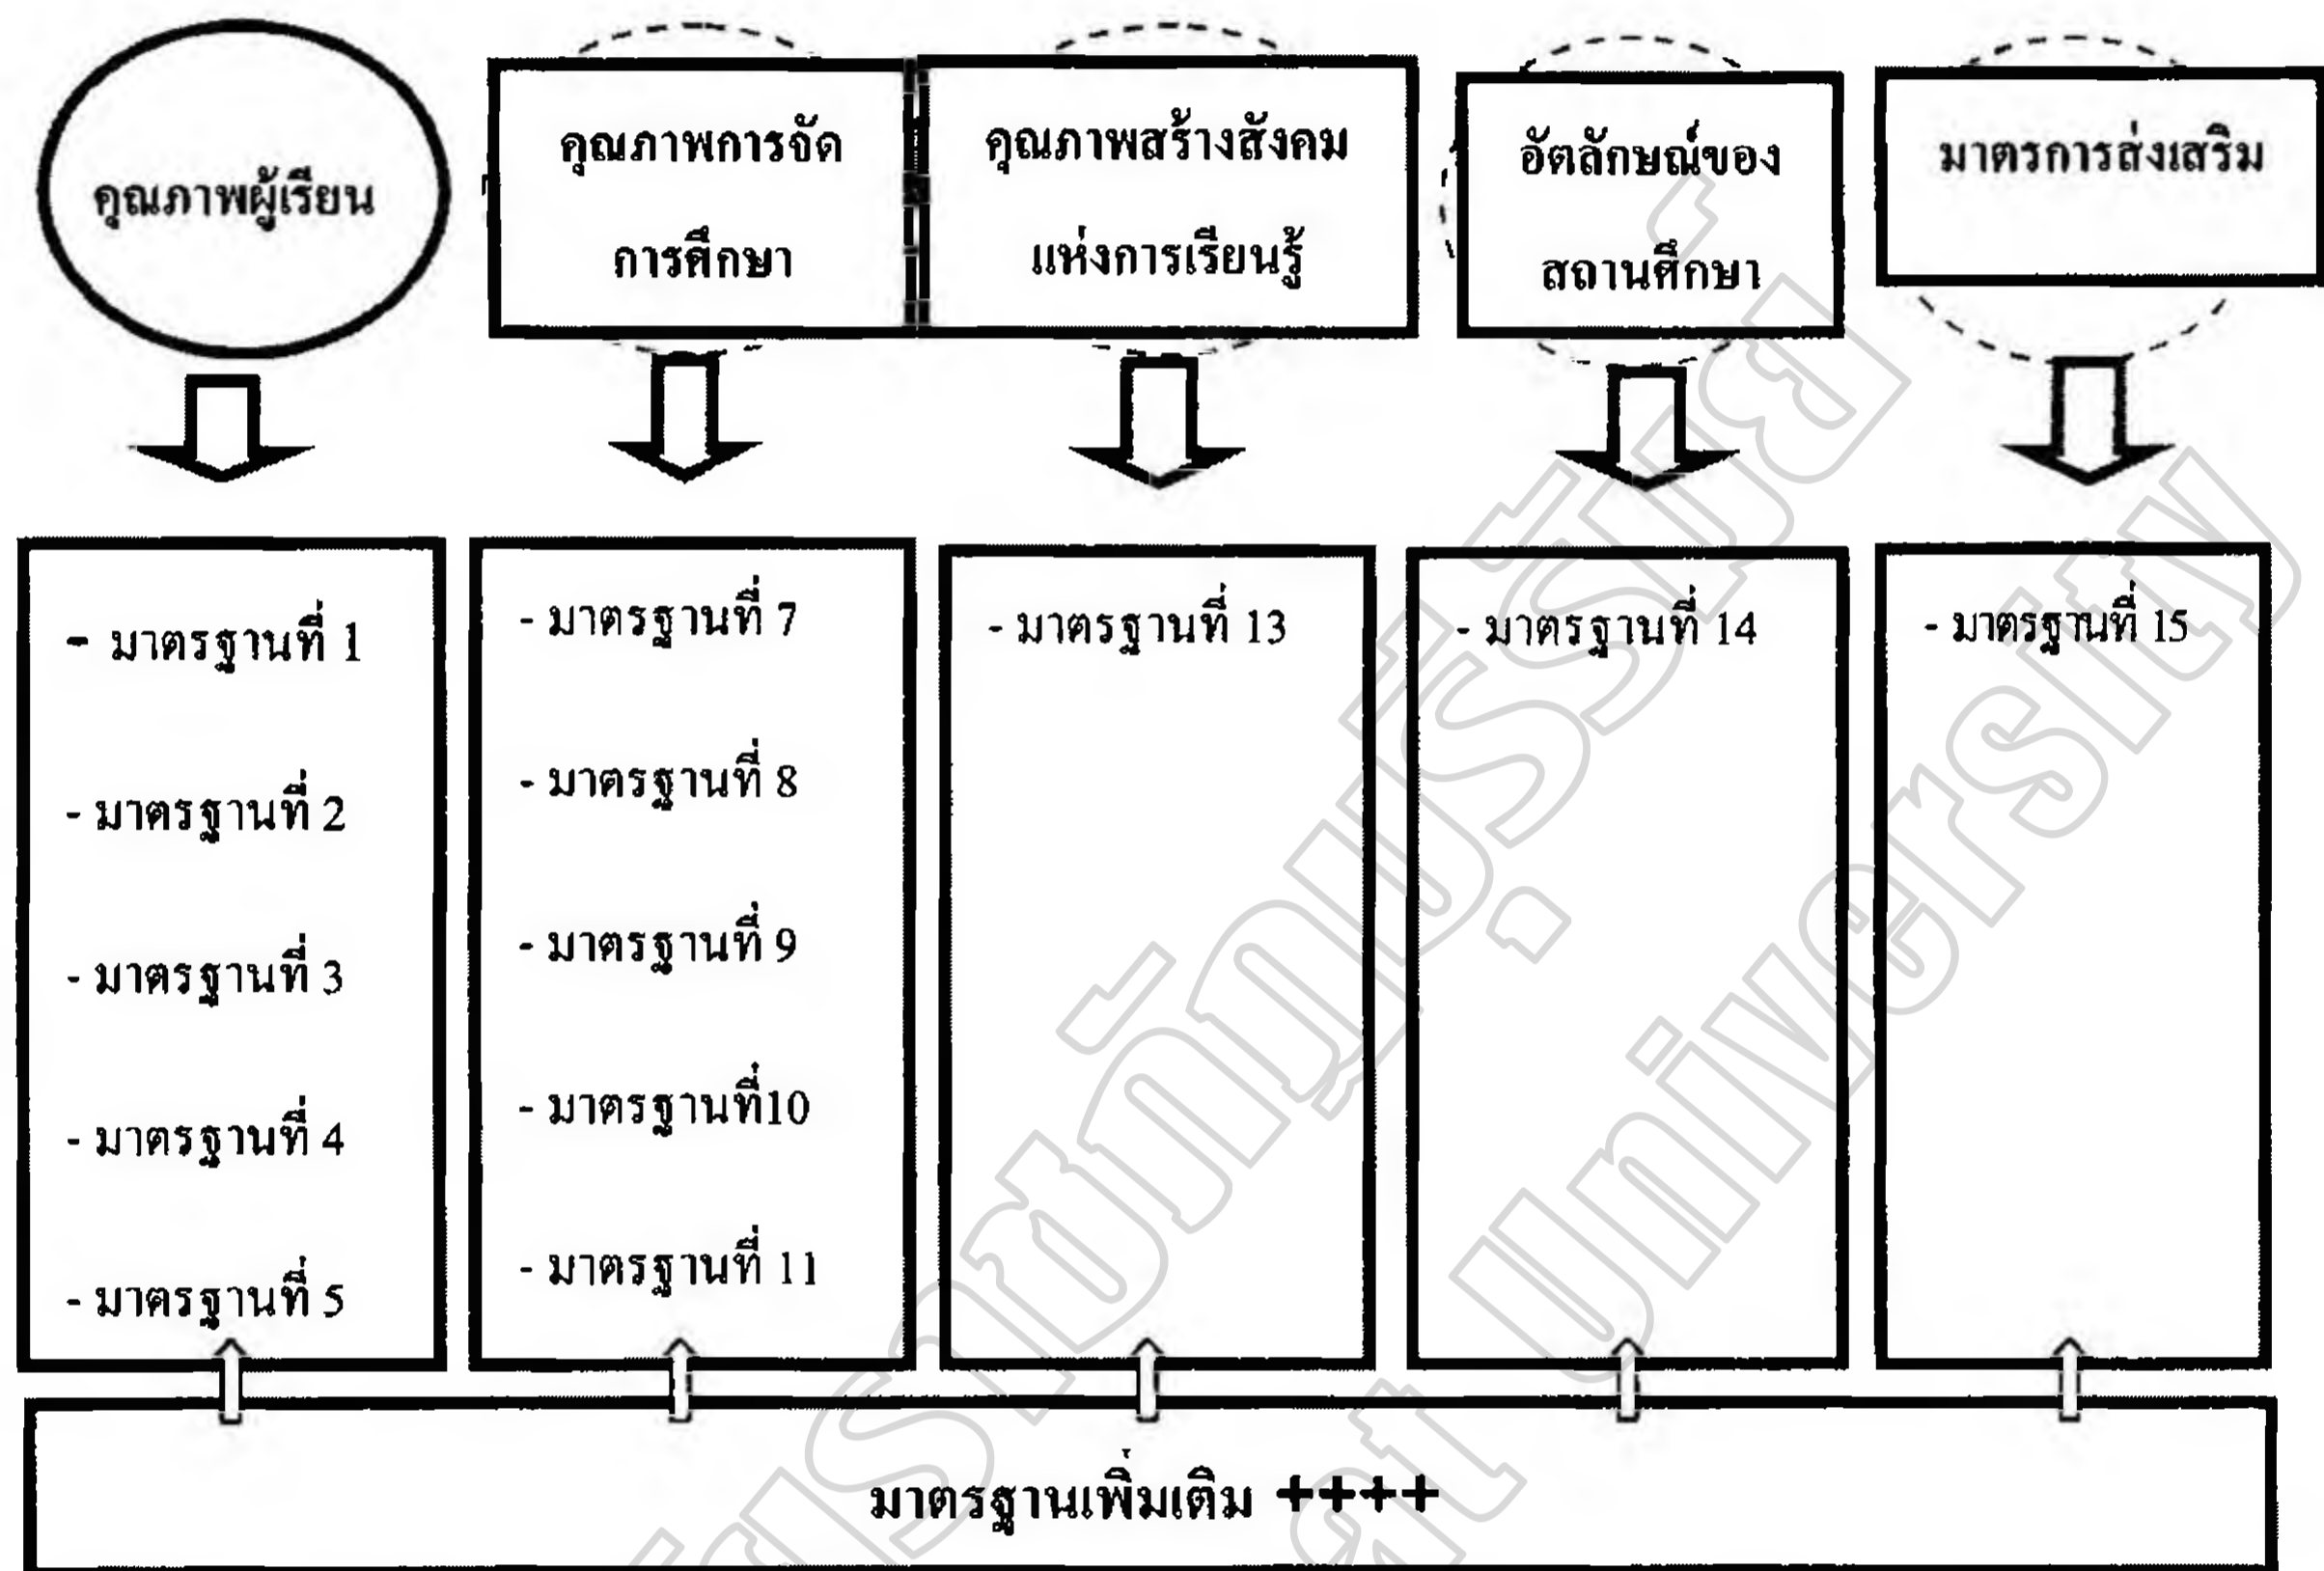 คุณภาพผู้เรียน
คุณภาพการจัด
การศึกษา
คุณภาพสร้างสังคม
แห่งการเรียนรู้
อัตลักษณ์ของ
สถานศึกษา
มาตรการส่งเสริม
- มาตรฐานที่ 1
- มาตรฐานที่ 2
- มาตรฐานที่ 3
- มาตรฐานที่ 4
- มาตรฐานที่ 5
- มาตรฐานที่ 7
- มาตรฐานที่ 8
- มาตรฐานที่ 9
- มาตรฐานที่10
- มาตรฐานที่ 11
- มาตรฐานที่ 13
- มาตรฐานที่ 14
- มาตรฐานที่ 15
มาตรฐานเพิ่มเติม ++++
University